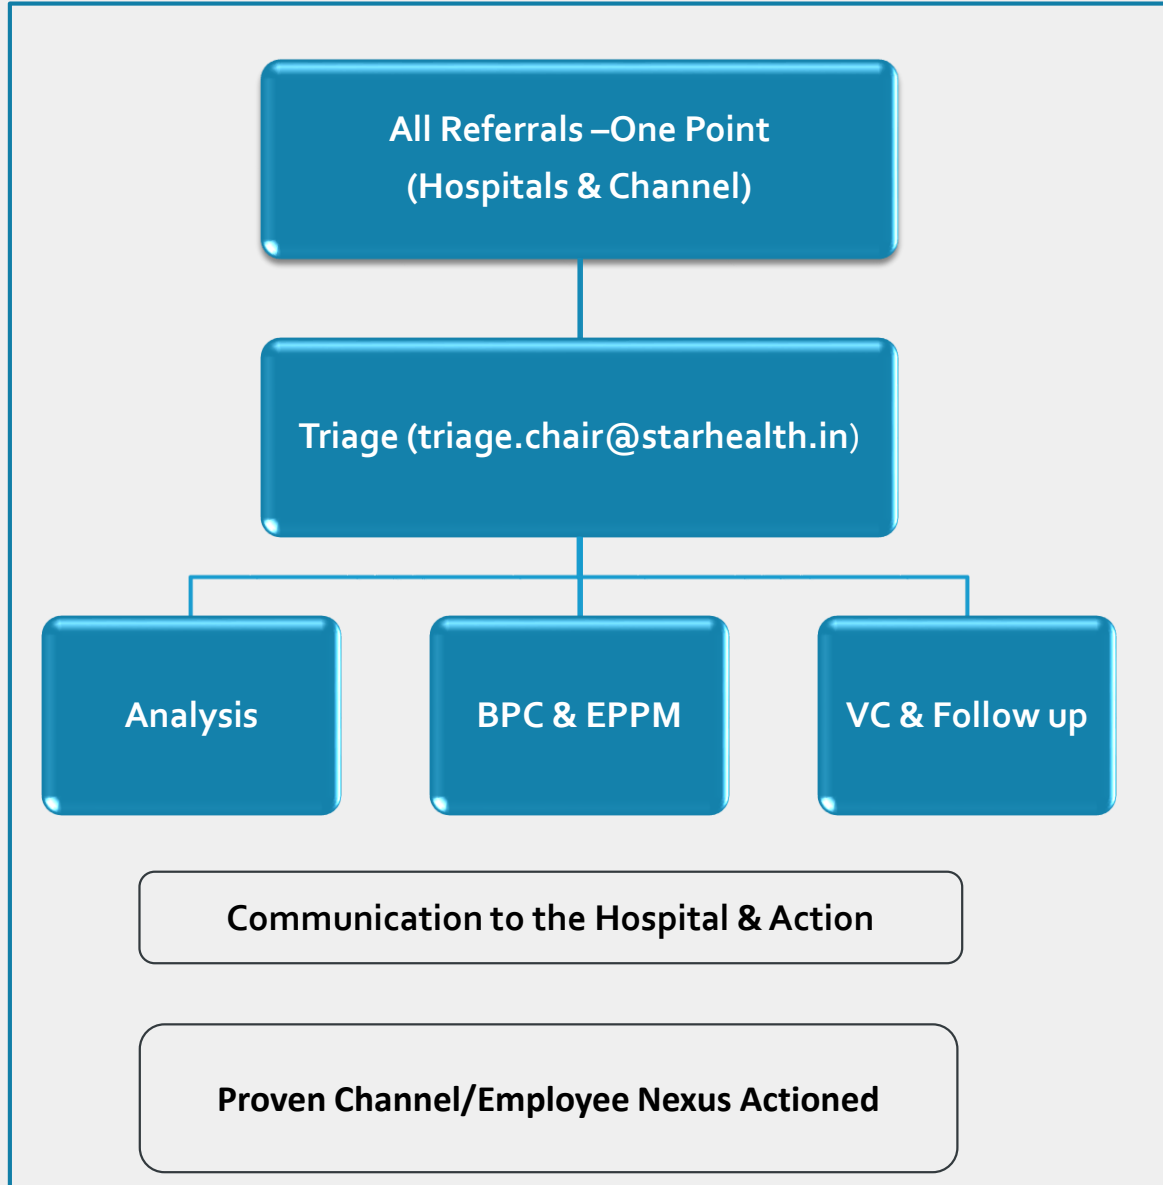 All Referrals –One Point
(Hospitals & Channel)
Triage (triage.chair@starhealth.in)
Analysis
BPC & EPPM
VC & Follow up
Communication to the Hospital & Action
Proven Channel/Employee Nexus Actioned